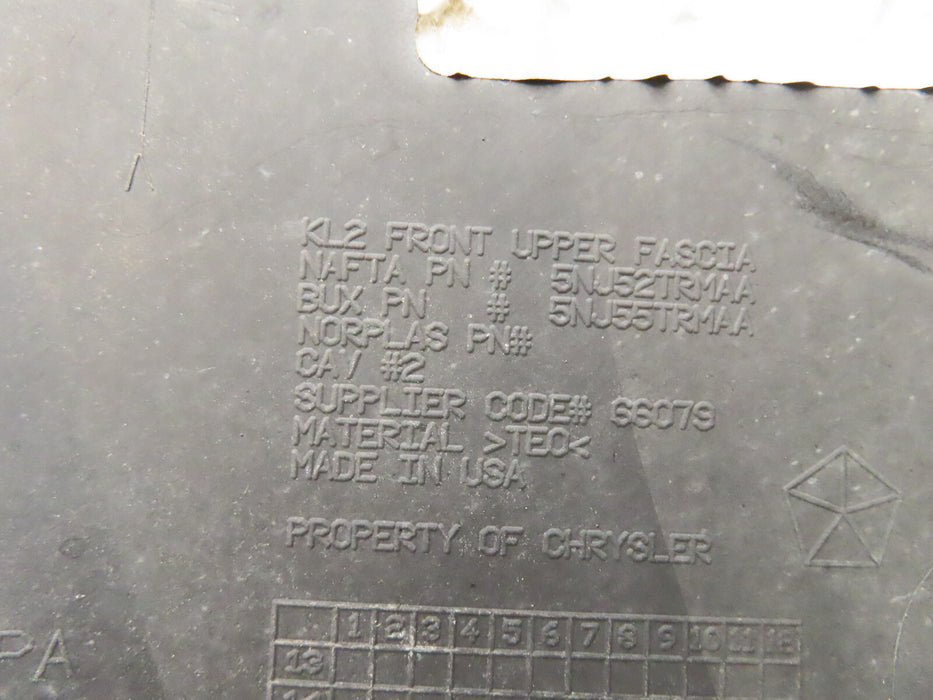 KL2 FRONT UPPER FASCIA
NAFTA PN # 5NJ52TRMAA
BUX PN # 5NJ55TRMAA
NORPLAS PN#
CAV #2
SUPPLIER CODE# 66079
MATERIAL >TEO<
MADE IN USA
PROPERTY OF CHRYSLER
1 2 3 4 5 6 7 8 9 10 11 12
13
14
PA